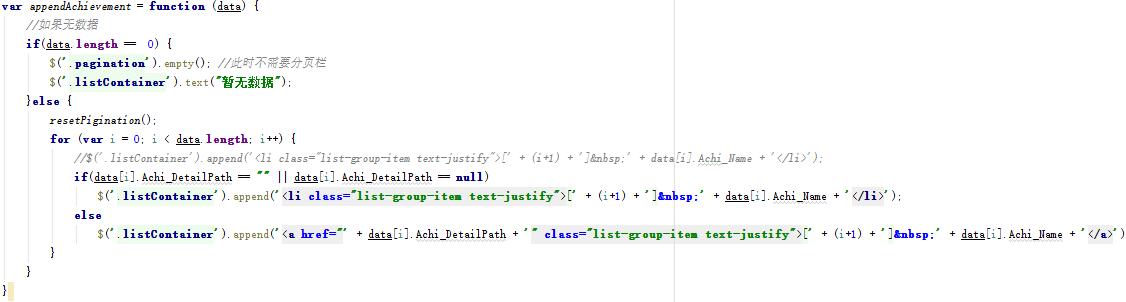 var appendAchievement = function (data) {
//如果无数据
if(data.length == 0) {
$('.pagination').empty(); //此时不需要分页栏
$('.listContainer').text("暂无数据");
}else {
resetPigination();
for (var i = 0; i < data.length; i++) {
//$('.listContainer').append('<li class="list-group-item text-justify">[' + (i+1) + ']&nbsp;' + data[i].Achi_Name + '</li>');
if(data[i].Achi_DetailPath == "" || data[i].Achi_DetailPath == null)
$('.listContainer').append('<li class="list-group-item text-justify">[' + (i+1) + ']&nbsp;' + data[i].Achi_Name + '</li>');
else
$('.listContainer').append('<a href="' + data[i].Achi_DetailPath + '" class="list-group-item text-justify">[' + (i+1) + ']&nbsp;' + data[i].Achi_Name + '</a>')
}
}
}